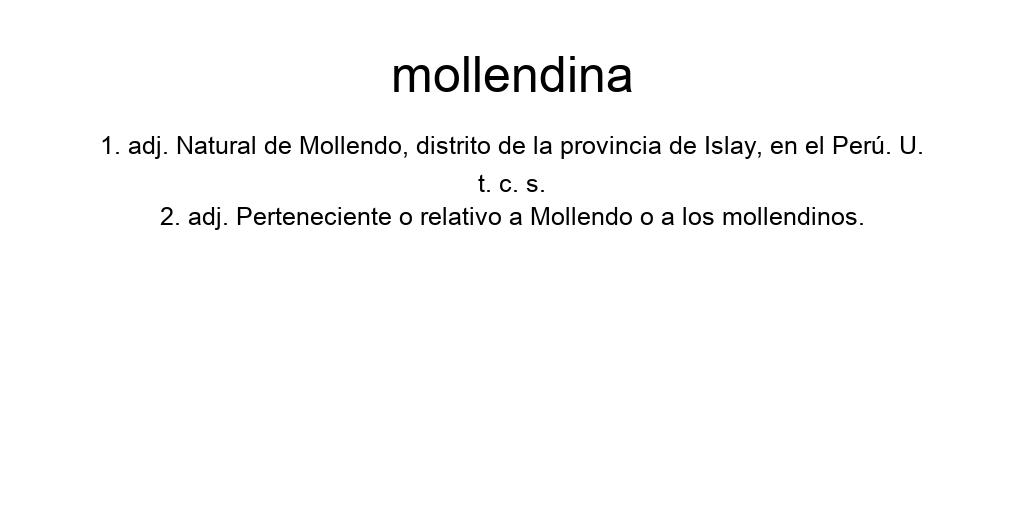 mollendina
1. adj. Natural de Mollendo, distrito de la provincia de Islay, en el Perú. U.
t. c. s.
2. adj. Perteneciente o relativo a Mollendo o a los mollendinos.